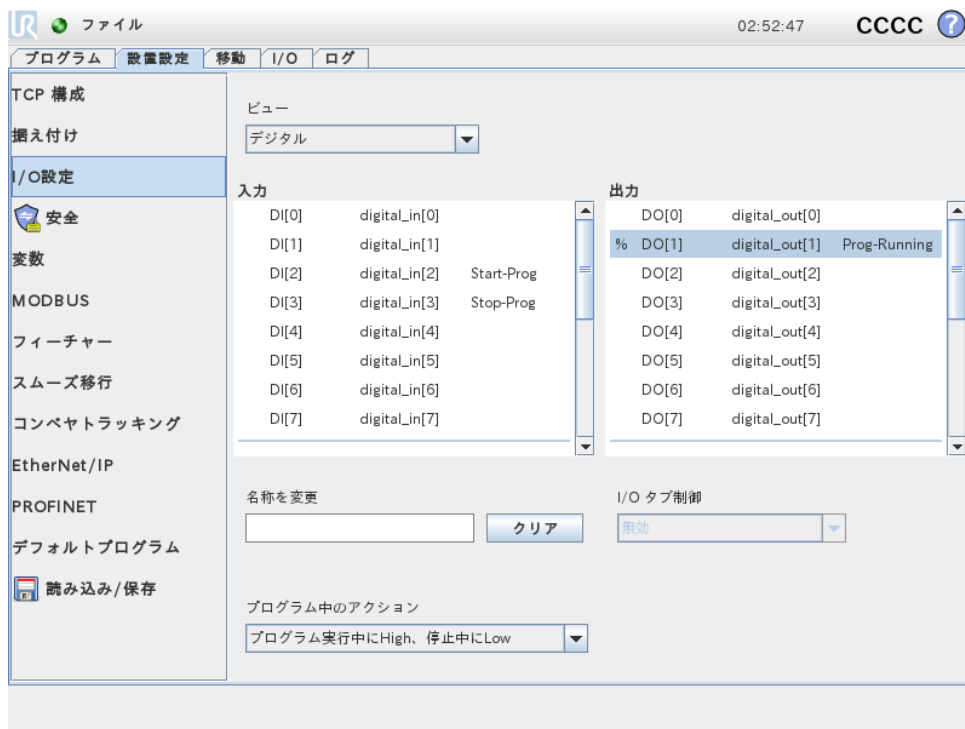 UR ファイル 02:52:47 CCCC ?
プログラム 設置設定 移動 I/O ログ
TCP 構成
据え付け
I/O設定
安全
変数
MODBUS
フィーチャー
スムーズ移行
コンベヤトラッキング
EtherNet/IP
PROFINET
デフォルトプログラム
読み込み/保存
ビュー
デジタル
入力
DI[0] digital_in[0]
DI[1] digital_in[1]
DI[2] digital_in[2] Start-Prog
DI[3] digital_in[3] Stop-Prog
DI[4] digital_in[4]
DI[5] digital_in[5]
DI[6] digital_in[6]
DI[7] digital_in[7]
出力
DO[0] digital_out[0]
% DO[1] digital_out[1] Prog-Running
DO[2] digital_out[2]
DO[3] digital_out[3]
DO[4] digital_out[4]
DO[5] digital_out[5]
DO[6] digital_out[6]
DO[7] digital_out[7]
名称を変更
クリア
I/O タブ制御
無効
プログラム中のアクション
プログラム実行中にHigh、停止中にLow